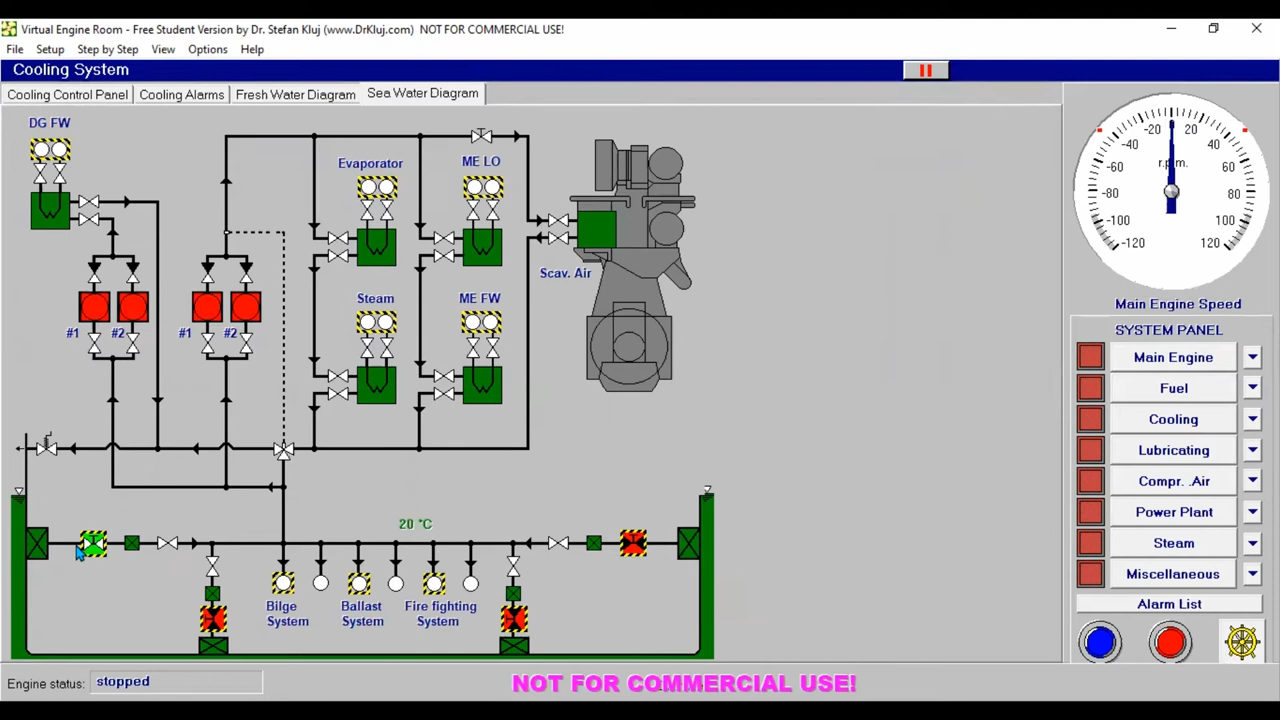 Virtual Engine Room - Free Student Version by Dr. Stefan Kluj (www.DrKluj.com) NOT FOR COMMERCIAL USE!
File Setup Step by Step View Options Help
Cooling System
Cooling Control Panel Cooling Alarms Fresh Water Diagram Sea Water Diagram
DG FW
Evaporator
ME LO
Scav. Air
Steam
ME FW
#1 #2 #1 #2
20 °C
Bilge System
Ballast System
Fire fighting System
-20 20
-40 40
r.p.m.
-60 60
-80 80
-100 100
-120 120
Main Engine Speed
SYSTEM PANEL
Main Engine
Fuel
Cooling
Lubricating
Compr. .Air
Power Plant
Steam
Miscellaneous
Alarm List
Engine status: stopped
NOT FOR COMMERCIAL USE!